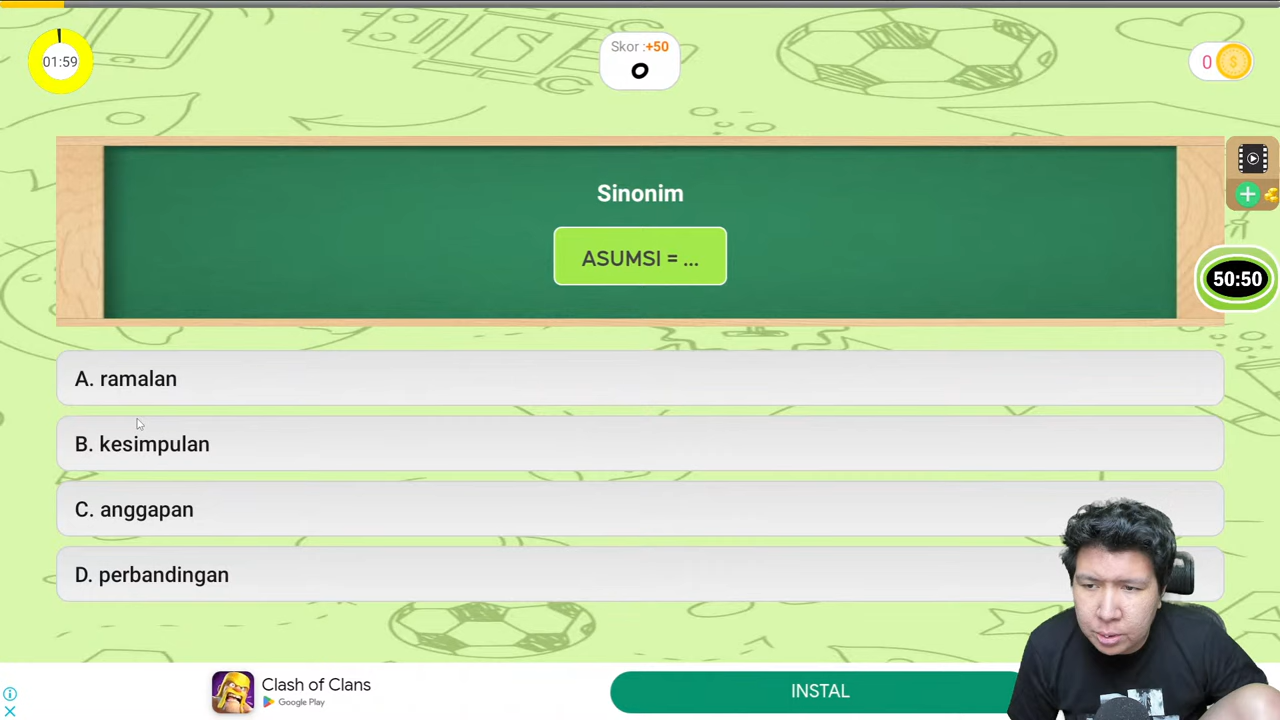 01:59
Skor :+50
0
0
Sinonim
ASUMSI = ...
50:50
A. ramalan
B. kesimpulan
C. anggapan
D. perbandingan
Clash of Clans
Google Play
INSTAL